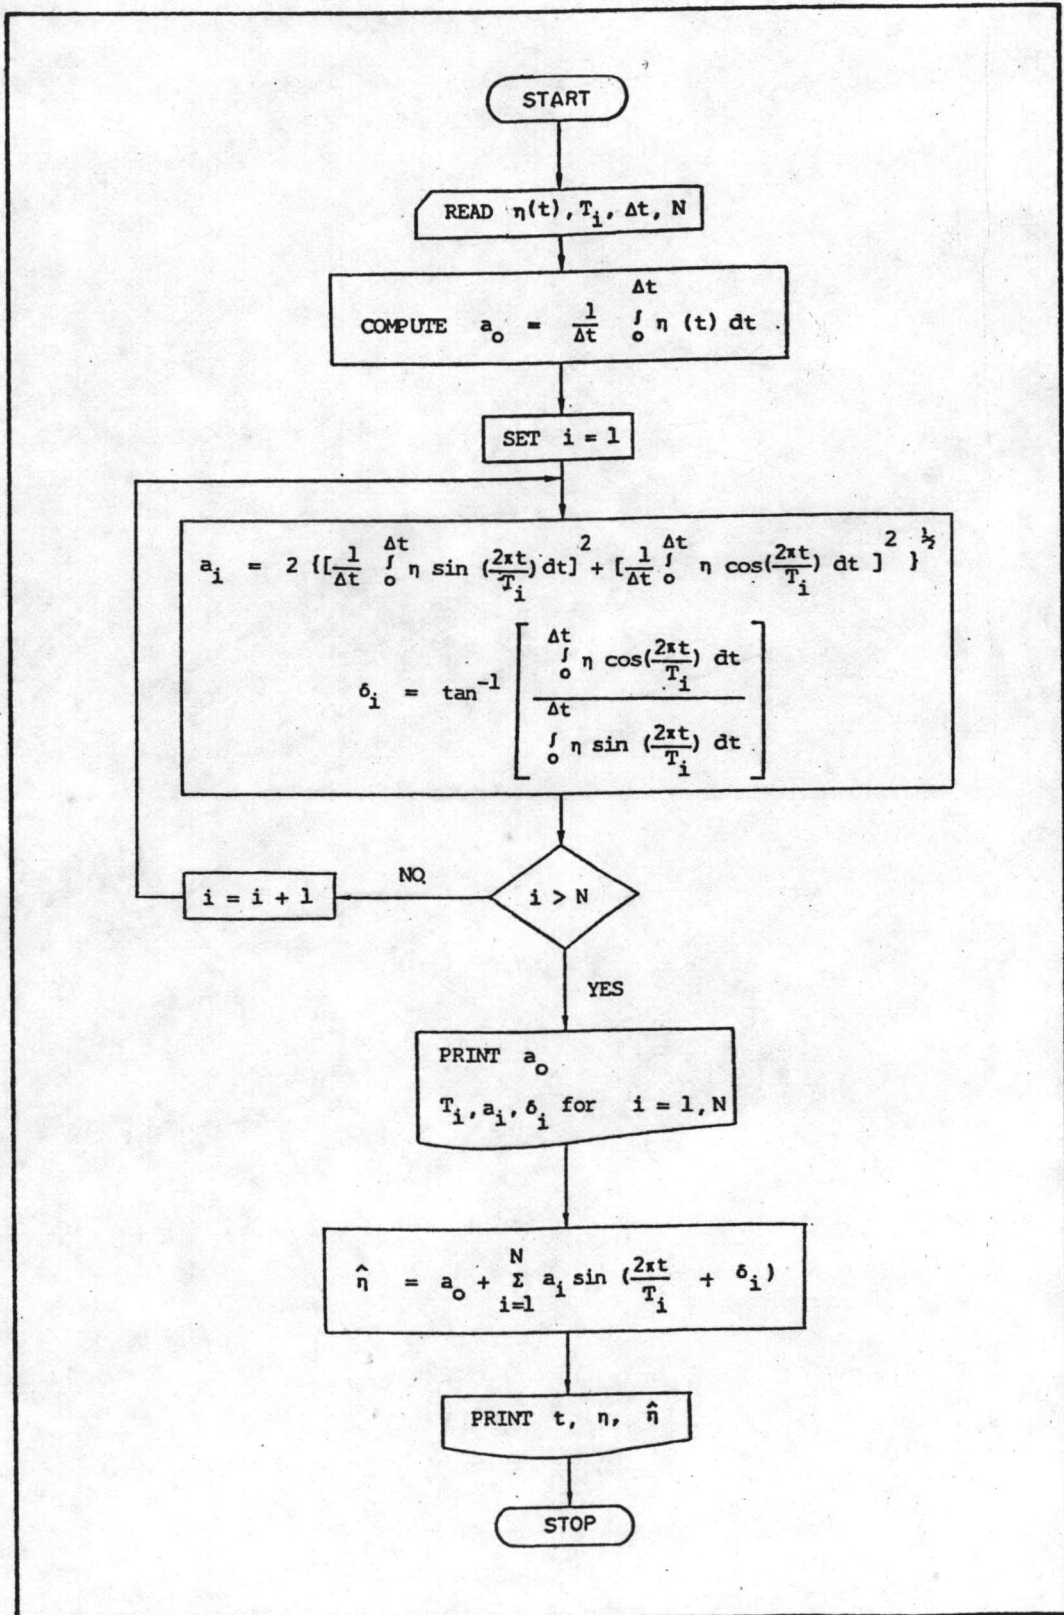 START
READ η(t), T_i, Δt, N
COMPUTE a_o = 1/Δt ∫_o^Δt η (t) dt
SET i = 1
a_i = 2 {[1/Δt ∫_o^Δt η sin (2πt/T_i) dt]^2 + [1/Δt ∫_o^Δt η cos(2πt/T_i) dt ]^2 }^½
δ_i = tan^-1 [ ∫_o^Δt η cos(2πt/T_i) dt / ∫_o^Δt η sin (2πt/T_i) dt ]
i > N
NO
i = i + 1
YES
PRINT a_o
T_i, a_i, δ_i for i = 1, N
η̂ = a_o + Σ_{i=1}^N a_i sin (2πt/T_i + δ_i)
PRINT t, η, η̂
STOP